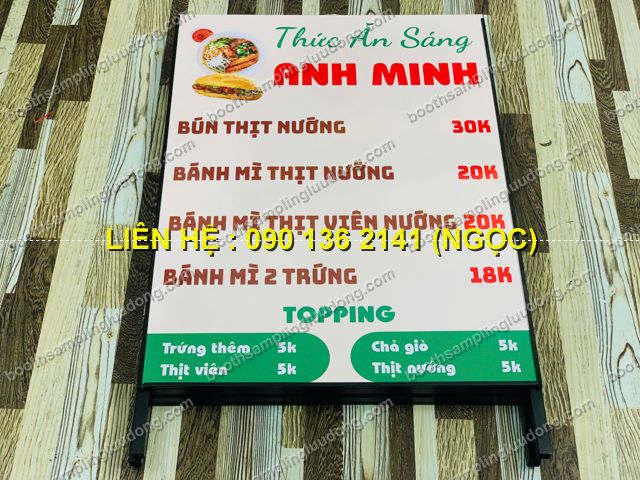 Thức Ăn Sáng
ANH MINH
BÚN THỊT NƯỚNG 30K
BÁNH MÌ THỊT NƯỚNG 20K
BÁNH MÌ THỊT VIÊN NƯỚNG 20K
LIÊN HỆ : 090 136 2141 (NGỌC)
BÁNH MÌ 2 TRỨNG 18K
TOPPING
Trứng thêm 5k Chả giò 5k
Thịt viên 5k Thịt nướng 5k
boothsamplingluudong.com